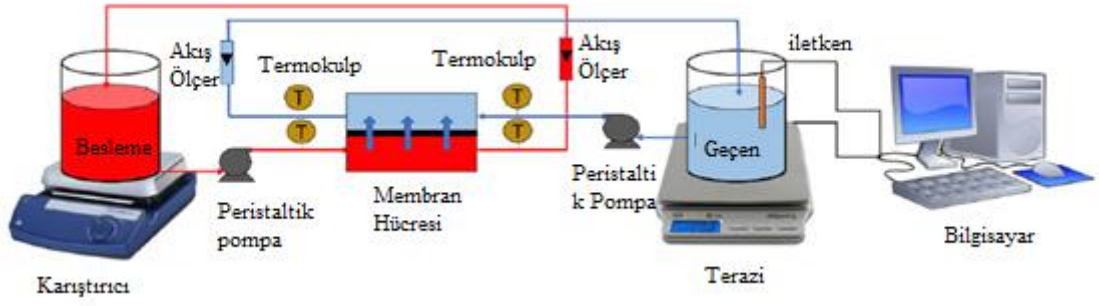 Akış
Ölçer
Termokulp
Termokulp
Akış
Ölçer
iletken
T
T
T
T
Besleme
Geçen
Peristaltik
pompa
Membran
Hücresi
Peristalti
k Pompa
Bilgisayar
Karıştırıcı
Terazi